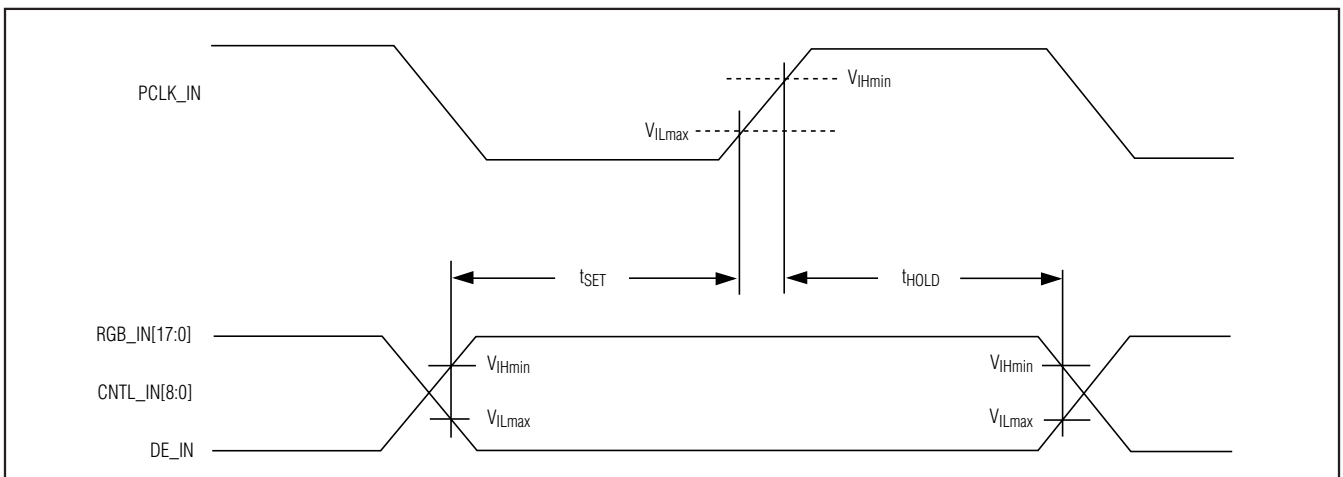 PCLK_IN
VIHmin
VILmax
tSET
tHOLD
RGB_IN[17:0]
VIHmin
VIHmin
CNTL_IN[8:0]
VILmax
VILmax
DE_IN